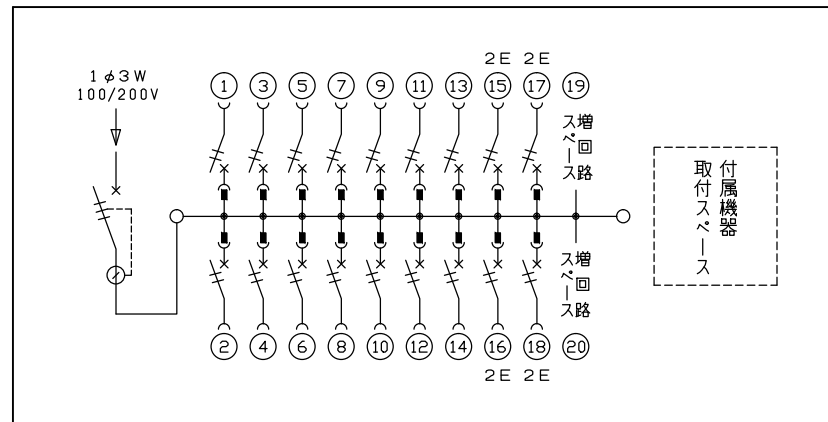 2E 2E
1φ3W
100/200V
① ③ ⑤ ⑦ ⑨ ⑪ ⑬ ⑮ ⑰ ⑲
増回路
スペース
付属機器
取付スペース
増回路
スペース
② ④ ⑥ ⑧ ⑩ ⑫ ⑭ ⑯ ⑱ ⑳
2E 2E